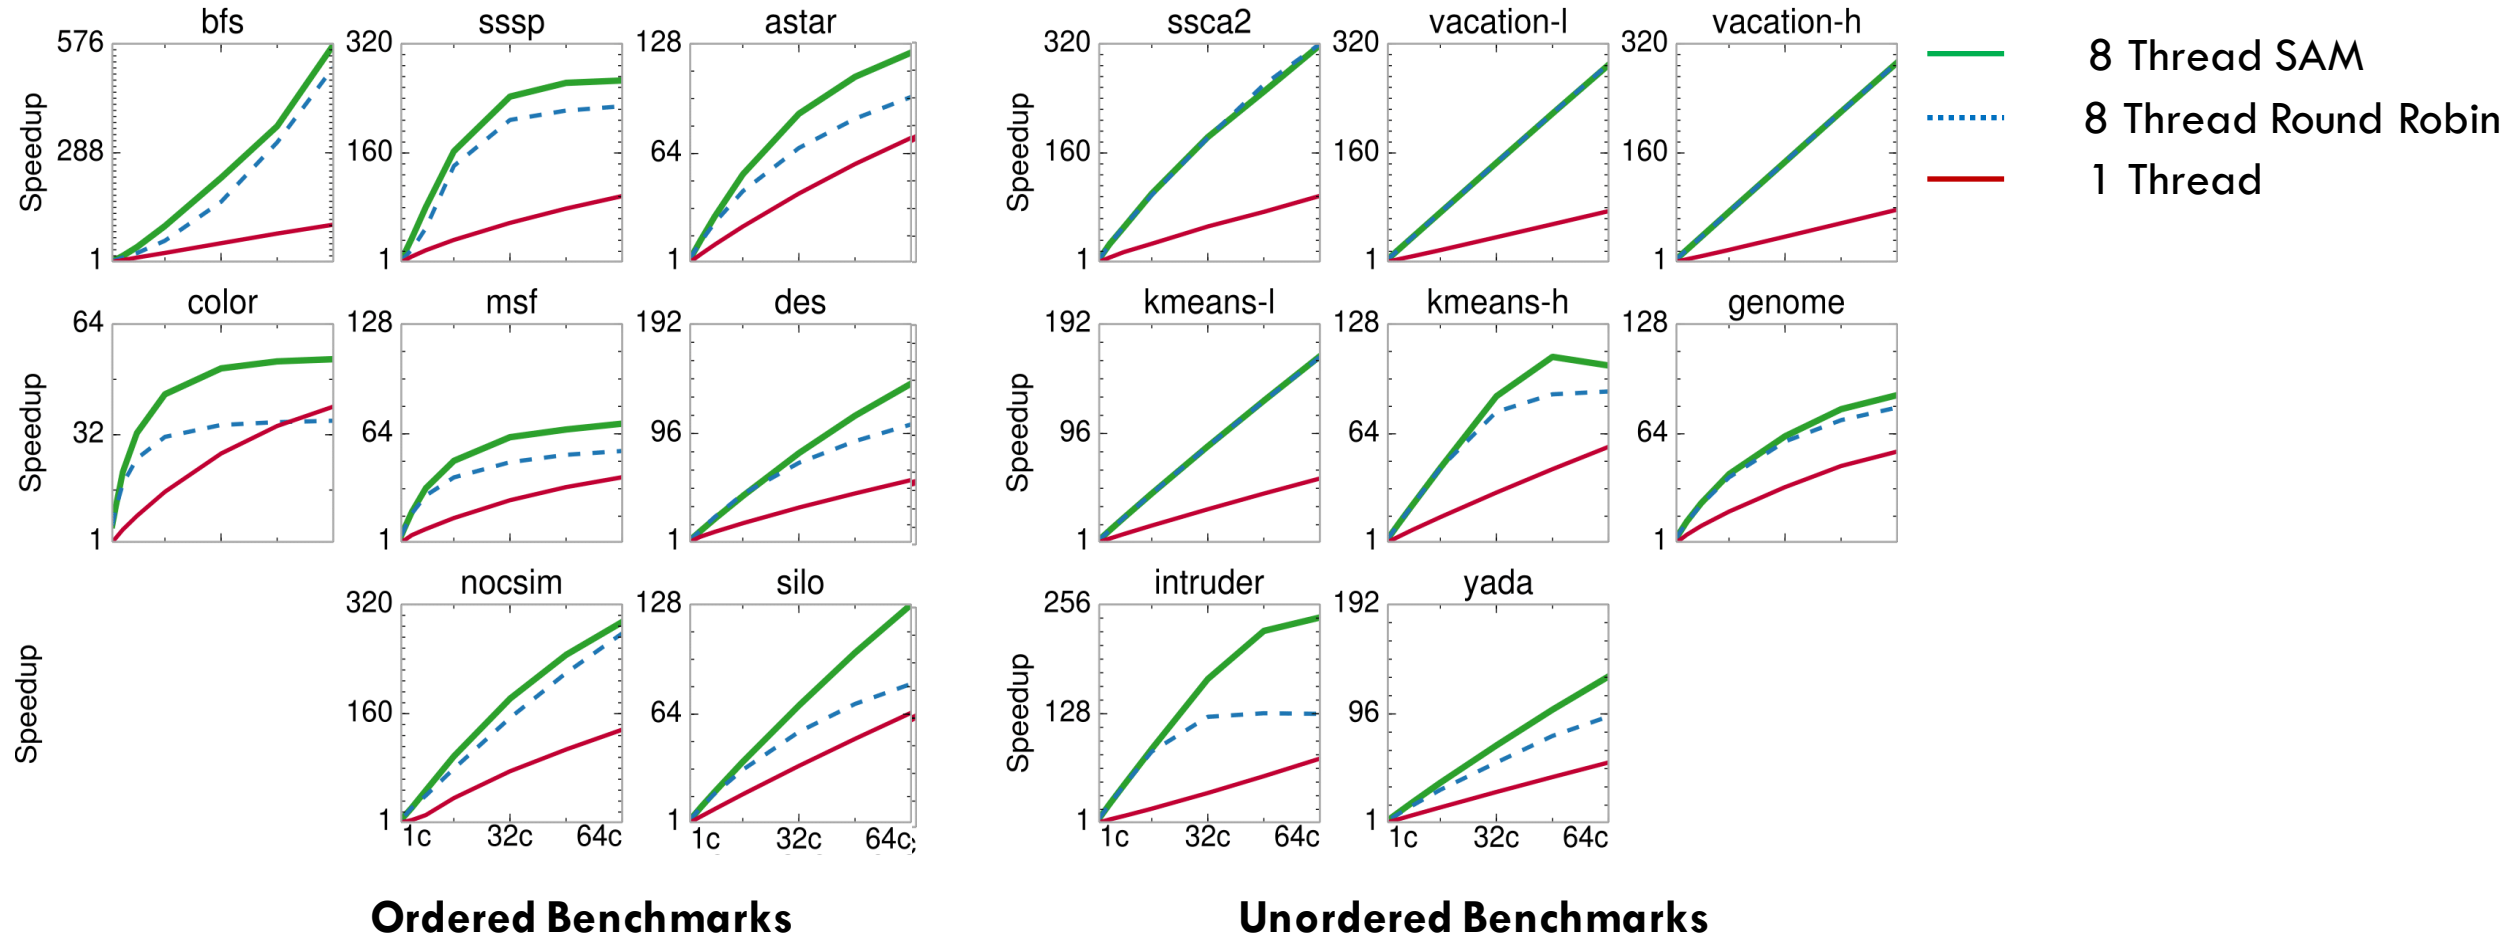 bfs sssp astar ssca2 vacation-l vacation-h
576 320 128 320 320 320
8 Thread SAM
8 Thread Round Robin
1 Thread
Speedup 288 160 64 Speedup 160 160 160
1 1 1 1 1 1
color msf des kmeans-l kmeans-h genome
64 128 192 192 128 128
Speedup 32 64 96 Speedup 96 64 64
1 1 1 1 1 1
nocsim silo intruder yada
320 128 256 192
Speedup 160 64 Speedup 128 96
1 1 1 1
1c 32c 64c 1c 32c 64c 1c 32c 64c 1c 32c 64c
Ordered Benchmarks Unordered Benchmarks